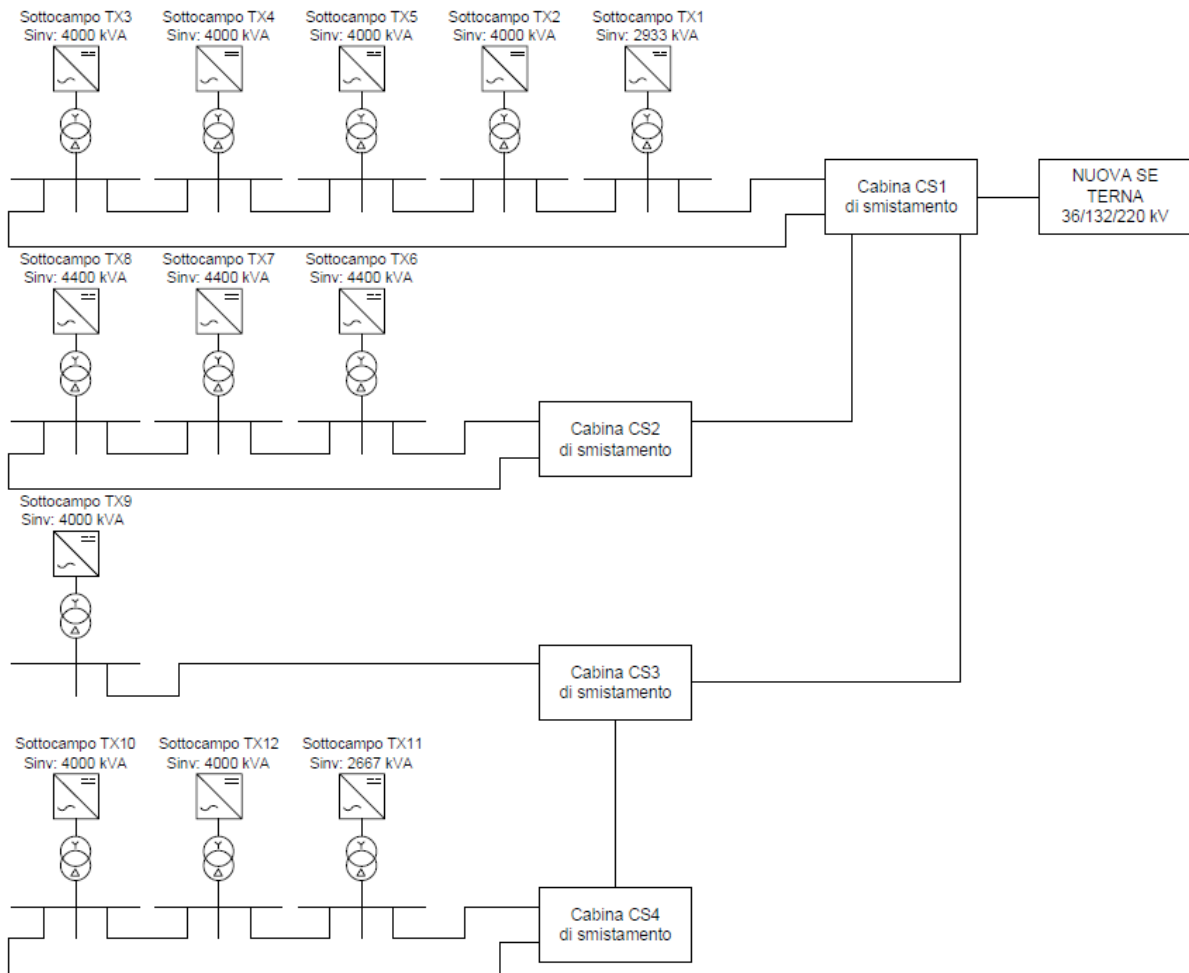 Sottocampo TX3
Sinv: 4000 kVA
Sottocampo TX4
Sinv: 4000 kVA
Sottocampo TX5
Sinv: 4000 kVA
Sottocampo TX2
Sinv: 4000 kVA
Sottocampo TX1
Sinv: 2933 kVA
Cabina CS1
di smistamento
NUOVA SE
TERNA
36/132/220 kV
Sottocampo TX8
Sinv: 4400 kVA
Sottocampo TX7
Sinv: 4400 kVA
Sottocampo TX6
Sinv: 4400 kVA
Cabina CS2
di smistamento
Sottocampo TX9
Sinv: 4000 kVA
Cabina CS3
di smistamento
Sottocampo TX10
Sinv: 4000 kVA
Sottocampo TX12
Sinv: 4000 kVA
Sottocampo TX11
Sinv: 2667 kVA
Cabina CS4
di smistamento